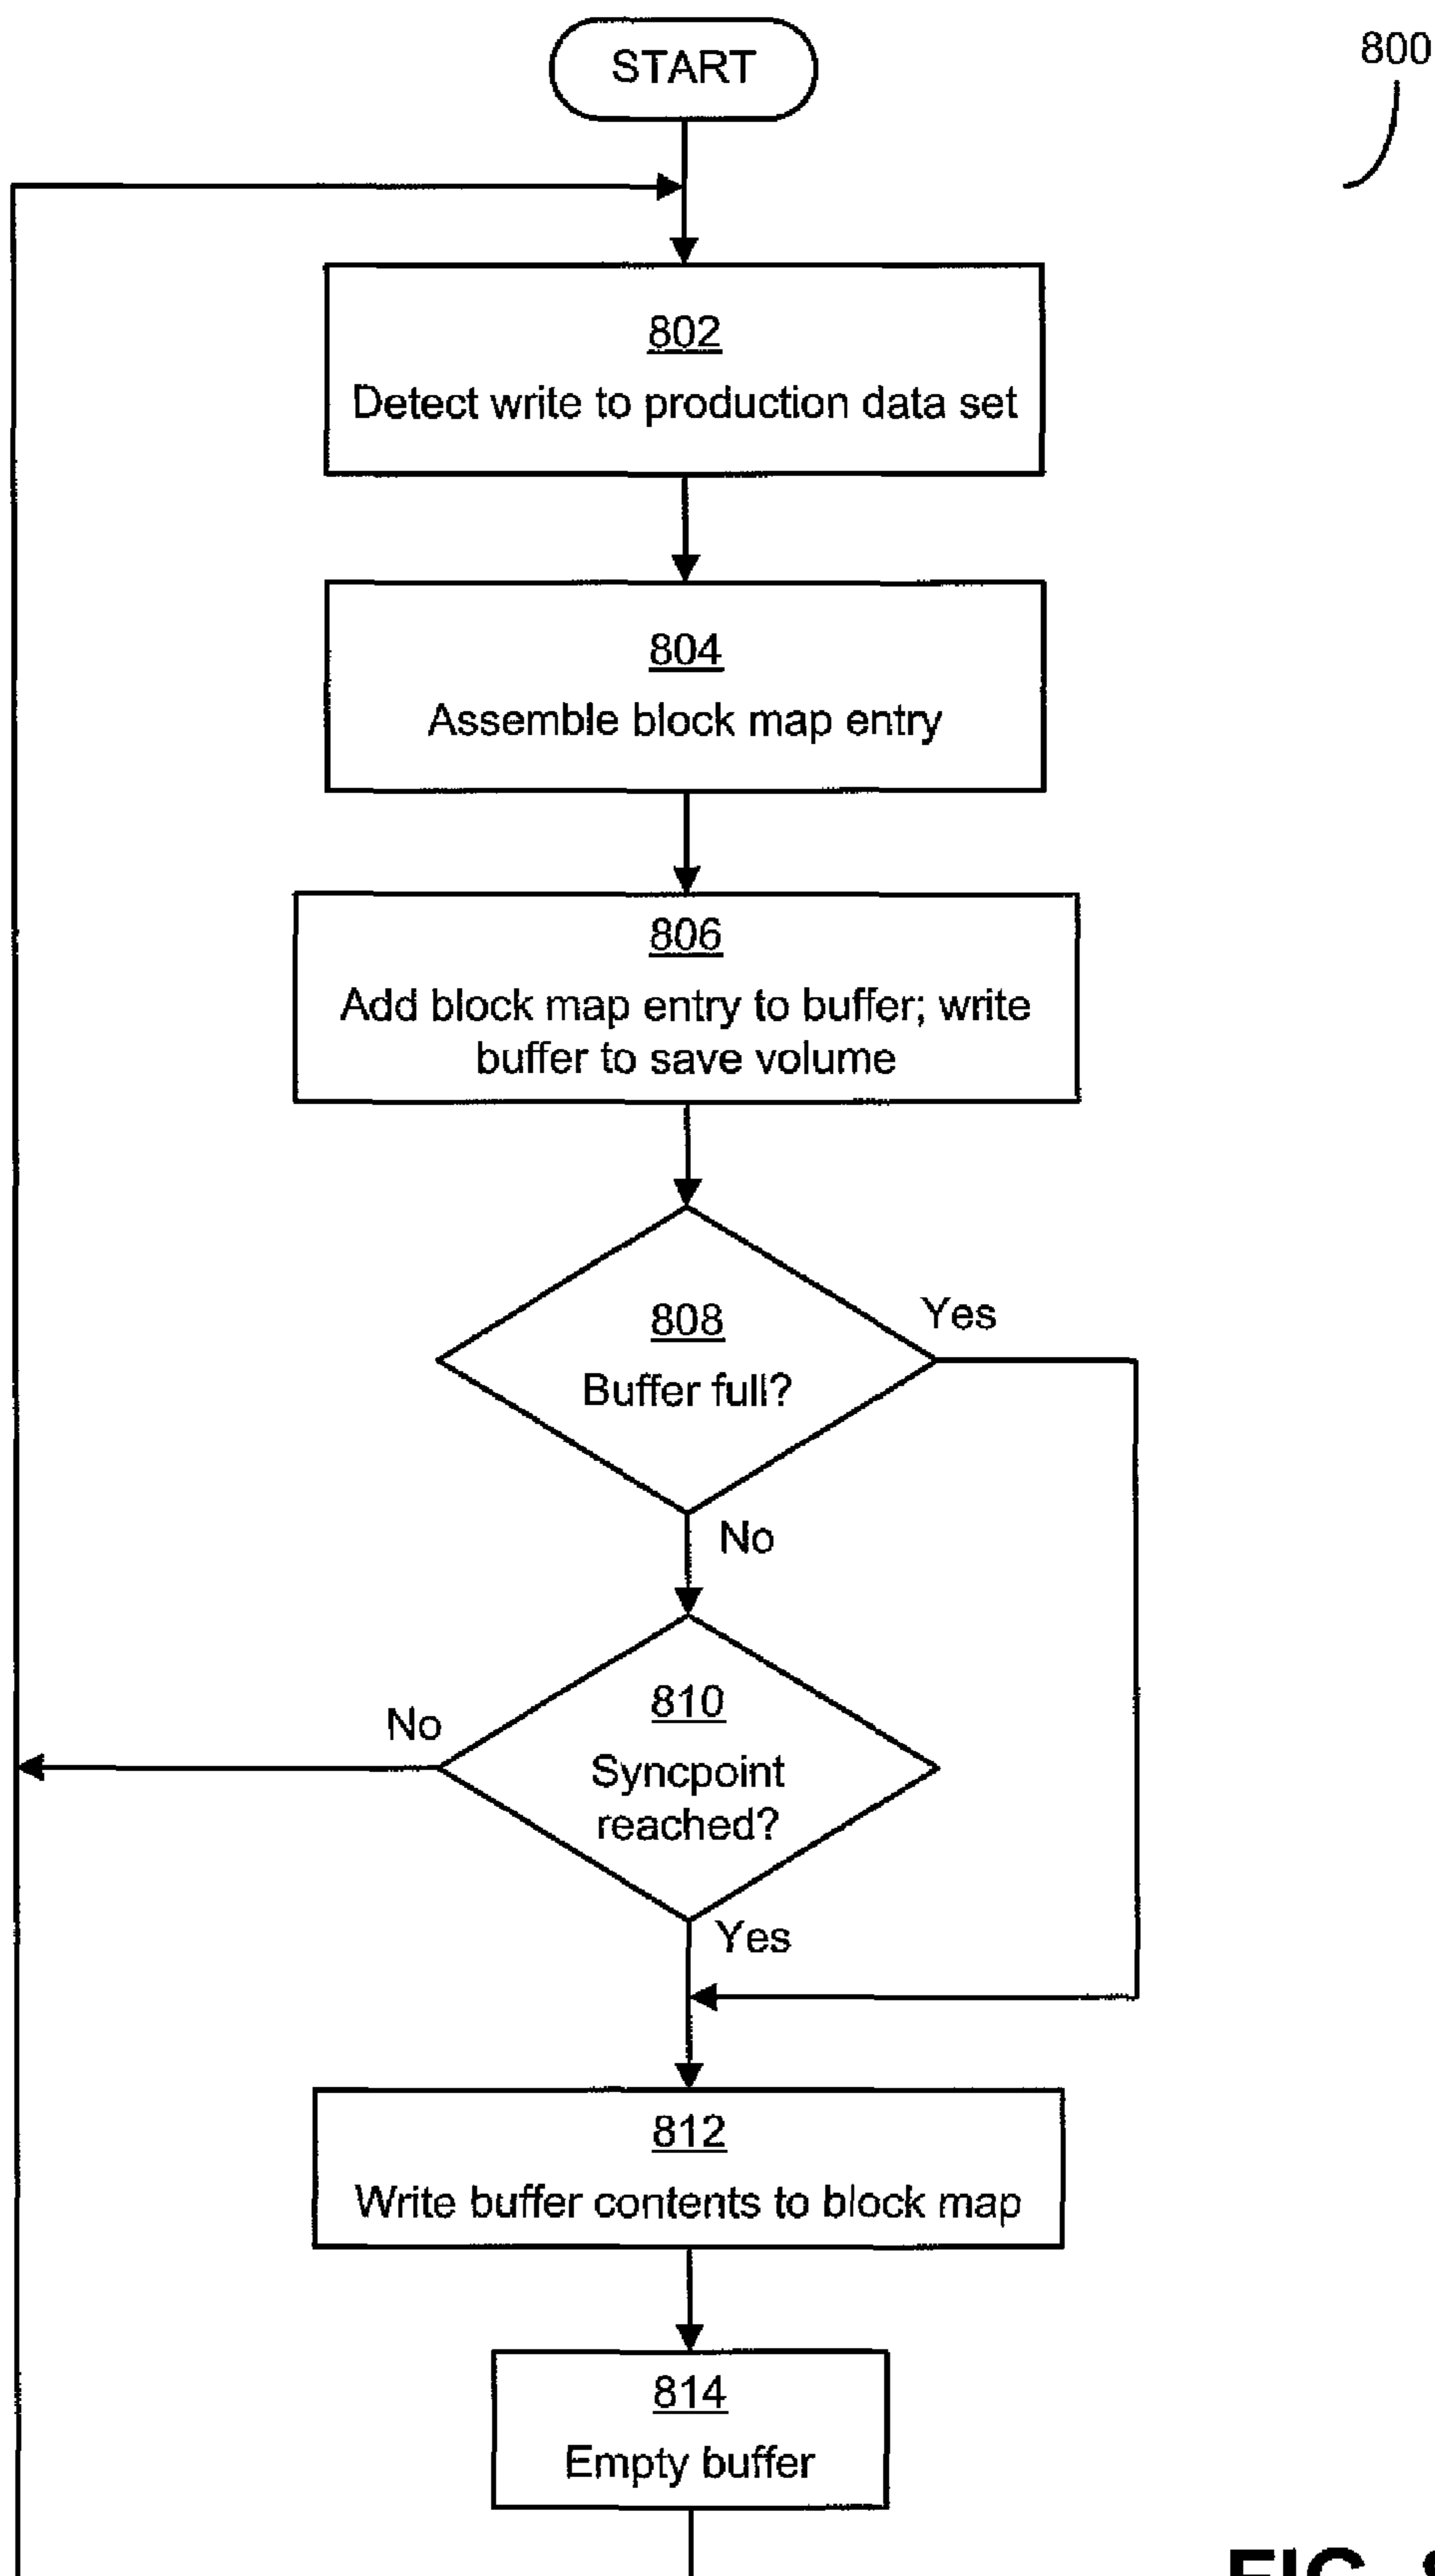 START
800
802
Detect write to production data set
804
Assemble block map entry
806
Add block map entry to buffer; write
buffer to save volume
808
Buffer full?
Yes
No
810
Syncpoint
reached?
No
Yes
812
Write buffer contents to block map
814
Empty buffer
FIG.